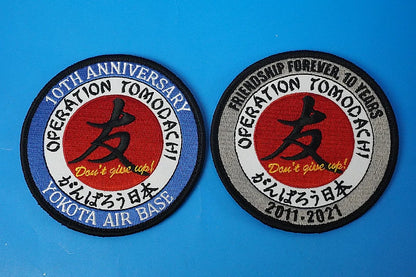 10TH ANNIVERSARY
OPERATION TOMODACHI
友
Don't give up!
がんばろう日本
YOKOTA AIR BASE
FRIENDSHIP FOREVER, 10 YEARS
OPERATION TOMODACHI
友
Don't give up!
がんばろう日本
2011-2021